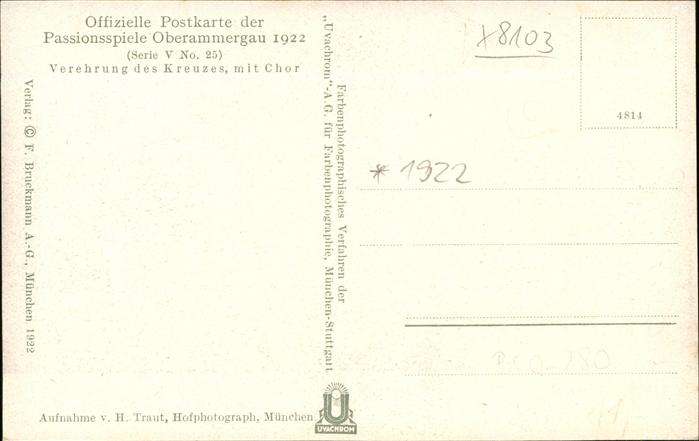 Offizielle Postkarte der
Passionsspiele Oberammergau 1922
(Serie V No. 25)
Verehrung des Kreuzes, mit Chor
Verlag: © F. Bruckmann A.-G., München 1922
Farbenphotographisches Verfahren der
„Uvachrom“-A.G. für Farbenphotographie, München-Stuttgart
x8103
4814
* 1922
Aufnahme v. H. Traut, Hofphotograph, München
U
UVACHROM